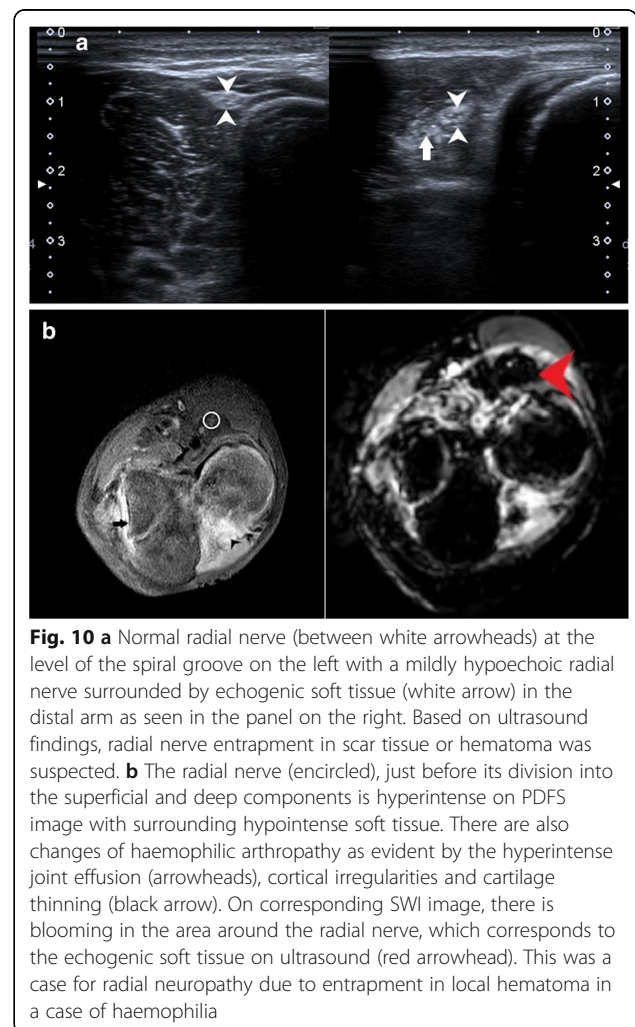 a
0
0
1
1
2
2
3
3
4
d
b
Fig. 10 a Normal radial nerve (between white arrowheads) at the
level of the spiral groove on the left with a mildly hypoechoic radial
nerve surrounded by echogenic soft tissue (white arrow) in the
distal arm as seen in the panel on the right. Based on ultrasound
findings, radial nerve entrapment in scar tissue or hematoma was
suspected. b The radial nerve (encircled), just before its division into
the superficial and deep components is hyperintense on PDFS
image with surrounding hypointense soft tissue. There are also
changes of haemophilic arthropathy as evident by the hyperintense
joint effusion (arrowheads), cortical irregularities and cartilage
thinning (black arrow). On corresponding SWI image, there is
blooming in the area around the radial nerve, which corresponds to
the echogenic soft tissue on ultrasound (red arrowhead). This was a
case for radial neuropathy due to entrapment in local hematoma in
a case of haemophilia